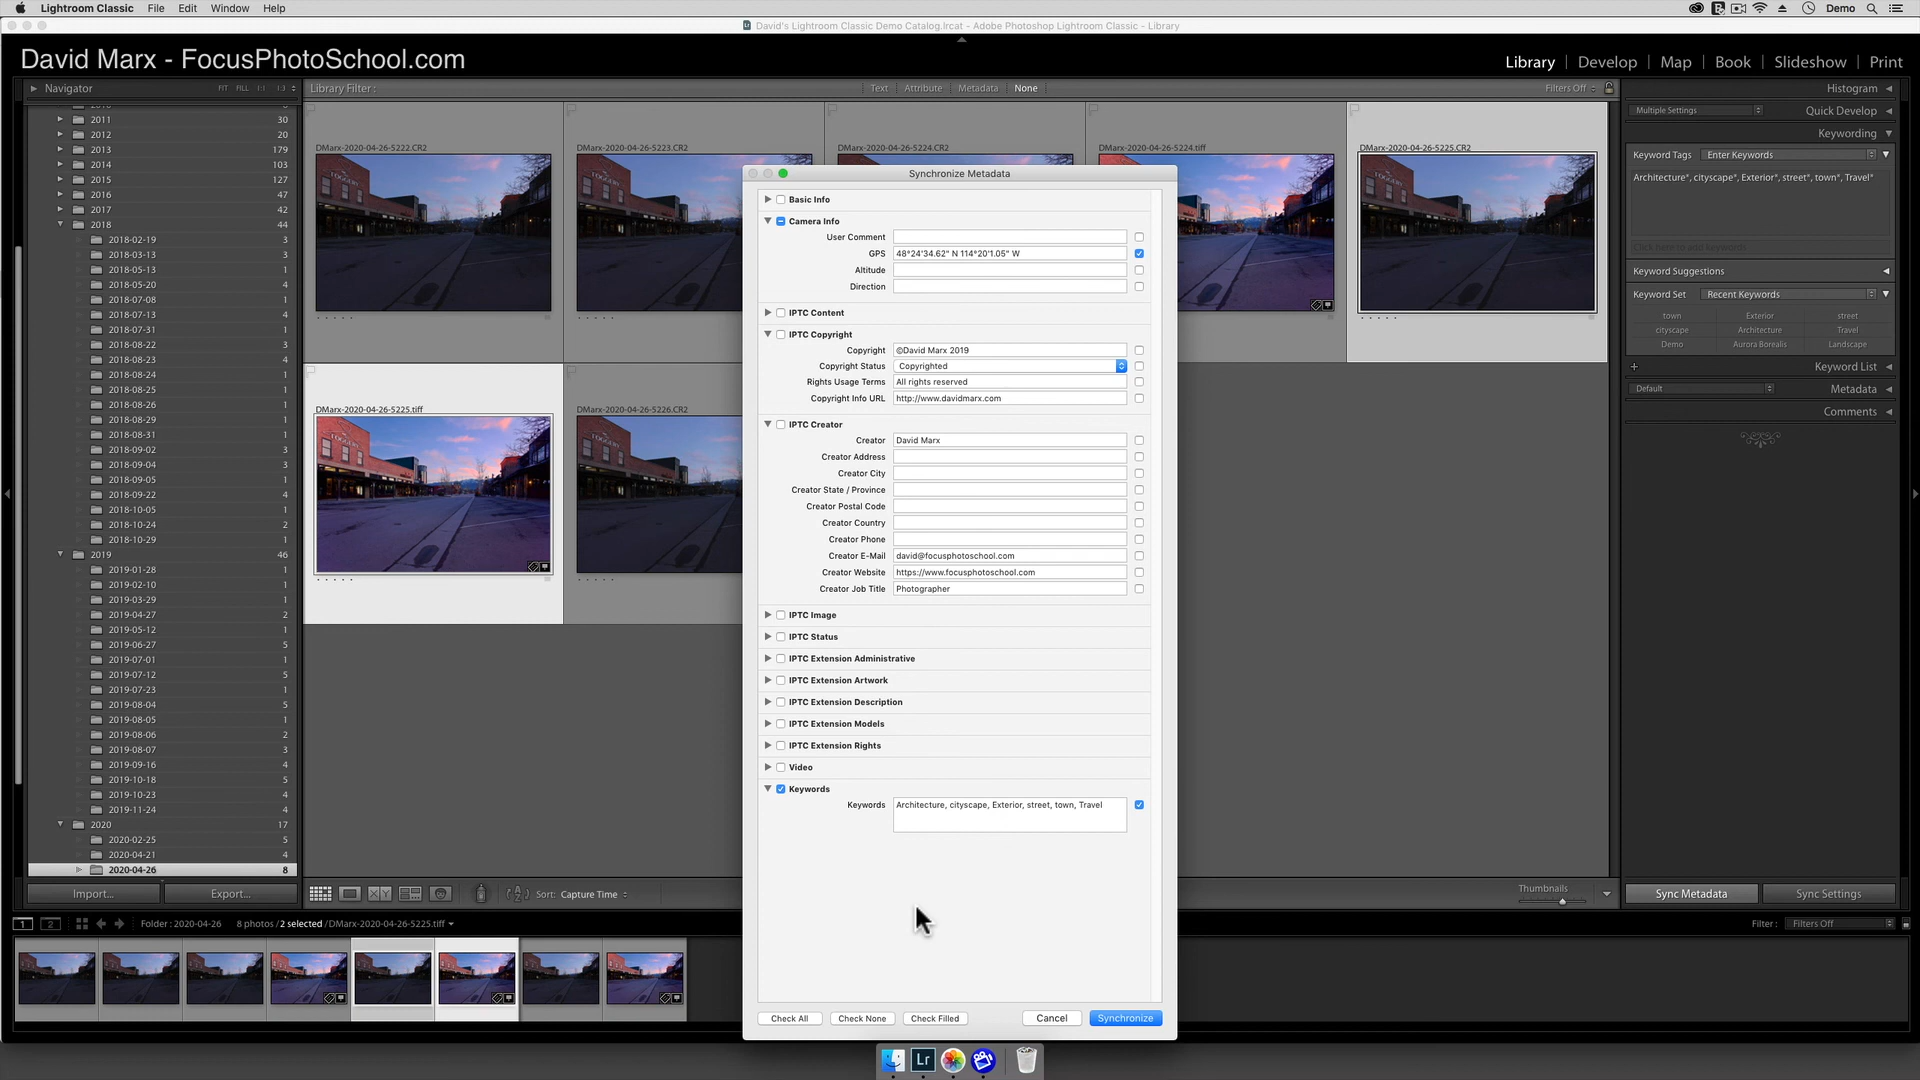 Lightroom Classic File Edit Window Help
Demo
David's Lightroom Classic Demo Catalog.lrcat - Adobe Photoshop Lightroom Classic - Library
David Marx - FocusPhotoSchool.com
Library | Develop | Map | Book | Slideshow | Print
Navigator FIT FILL 1:1 3:1
2011 30
2012 20
2013 179
2014 103
2015 127
2016 47
2017 42
2018 44
2018-02-19 3
2018-03-13 3
2018-05-13 1
2018-05-20 4
2018-07-08 1
2018-07-13 4
2018-07-31 1
2018-08-22 3
2018-08-23 4
2018-08-24 1
2018-08-25 1
2018-08-26 1
2018-08-29 1
2018-08-31 1
2018-09-02 3
2018-09-04 3
2018-09-05 1
2018-09-22 4
2018-10-05 1
2018-10-24 2
2018-10-29 1
2019 46
2019-01-28 1
2019-02-10 1
2019-03-29 1
2019-04-27 2
2019-05-12 1
2019-06-27 5
2019-07-01 1
2019-07-12 5
2019-07-23 1
2019-08-04 5
2019-08-05 1
2019-08-06 2
2019-08-07 3
2019-09-16 4
2019-10-18 5
2019-10-23 4
2019-11-24 4
2020 17
2020-02-25 5
2020-04-21 4
2020-04-26 8
Import... Export...
Library Filter : Text Attribute Metadata None Filters Off
DMarx-2020-04-26-5222.CR2
DMarx-2020-04-26-5223.CR2
DMarx-2020-04-26-5224.CR2
DMarx-2020-04-26-5224.tiff
DMarx-2020-04-26-5225.CR2
DMarx-2020-04-26-5225.tiff
DMarx-2020-04-26-5226.CR2
TOGGERY
TOGGERY
Synchronize Metadata
Basic Info
Camera Info
User Comment
GPS 48°24'34.62" N 114°20'1.05" W
Altitude
Direction
IPTC Content
IPTC Copyright
Copyright ©David Marx 2019
Copyright Status Copyrighted
Rights Usage Terms All rights reserved
Copyright Info URL http://www.davidmarx.com
IPTC Creator
Creator David Marx
Creator Address
Creator City
Creator State / Province
Creator Postal Code
Creator Country
Creator Phone
Creator E-Mail david@focusphotoschool.com
Creator Website https://www.focusphotoschool.com
Creator Job Title Photographer
IPTC Image
IPTC Status
IPTC Extension Administrative
IPTC Extension Artwork
IPTC Extension Description
IPTC Extension Models
IPTC Extension Rights
Video
Keywords
Keywords Architecture, cityscape, Exterior, street, town, Travel
Check All Check None Check Filled Cancel Synchronize
Histogram
Multiple Settings Quick Develop
Keywording
Keyword Tags Enter Keywords
Architecture*, cityscape*, Exterior*, street*, town*, Travel*
Click here to add keywords
Keyword Suggestions
Keyword Set Recent Keywords
town Exterior street
cityscape Architecture Travel
Demo Aurora Borealis Landscape
Keyword List
Default Metadata
Comments
Sort: Capture Time
Thumbnails
Sync Metadata Sync Settings
1 2 Folder : 2020-04-26 8 photos / 2 selected / DMarx-2020-04-26-5225.tiff
Filter : Filters Off
Lr